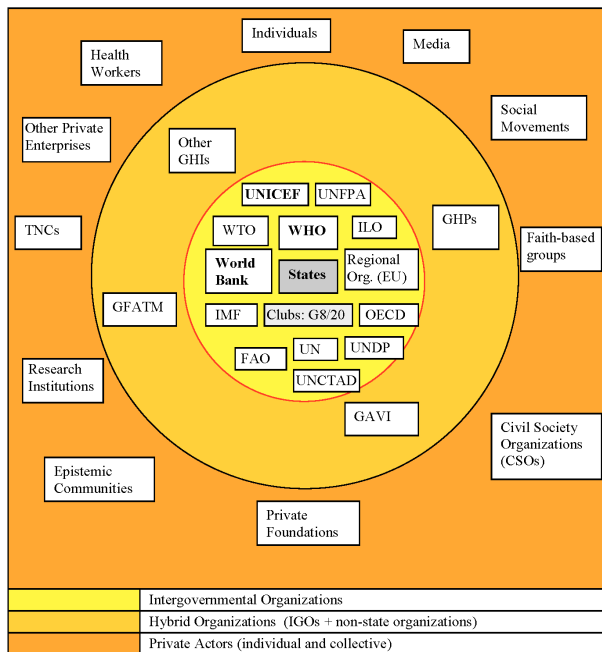 Individuals
Media
Health
Workers
Social
Movements
Other Private
Enterprises
Other
GHIs
UNICEF
UNFPA
GHPs
TNCs
WTO
WHO
ILO
Faith-based
groups
World
Bank
States
Regional
Org. (EU)
GFATM
IMF
Clubs: G8/20
OECD
FAO
UN
UNDP
Research
Institutions
UNCTAD
GAVI
Civil Society
Organizations
(CSOs)
Epistemic
Communities
Private
Foundations
Intergovernmental Organizations
Hybrid Organizations (IGOs + non-state organizations)
Private Actors (individual and collective)